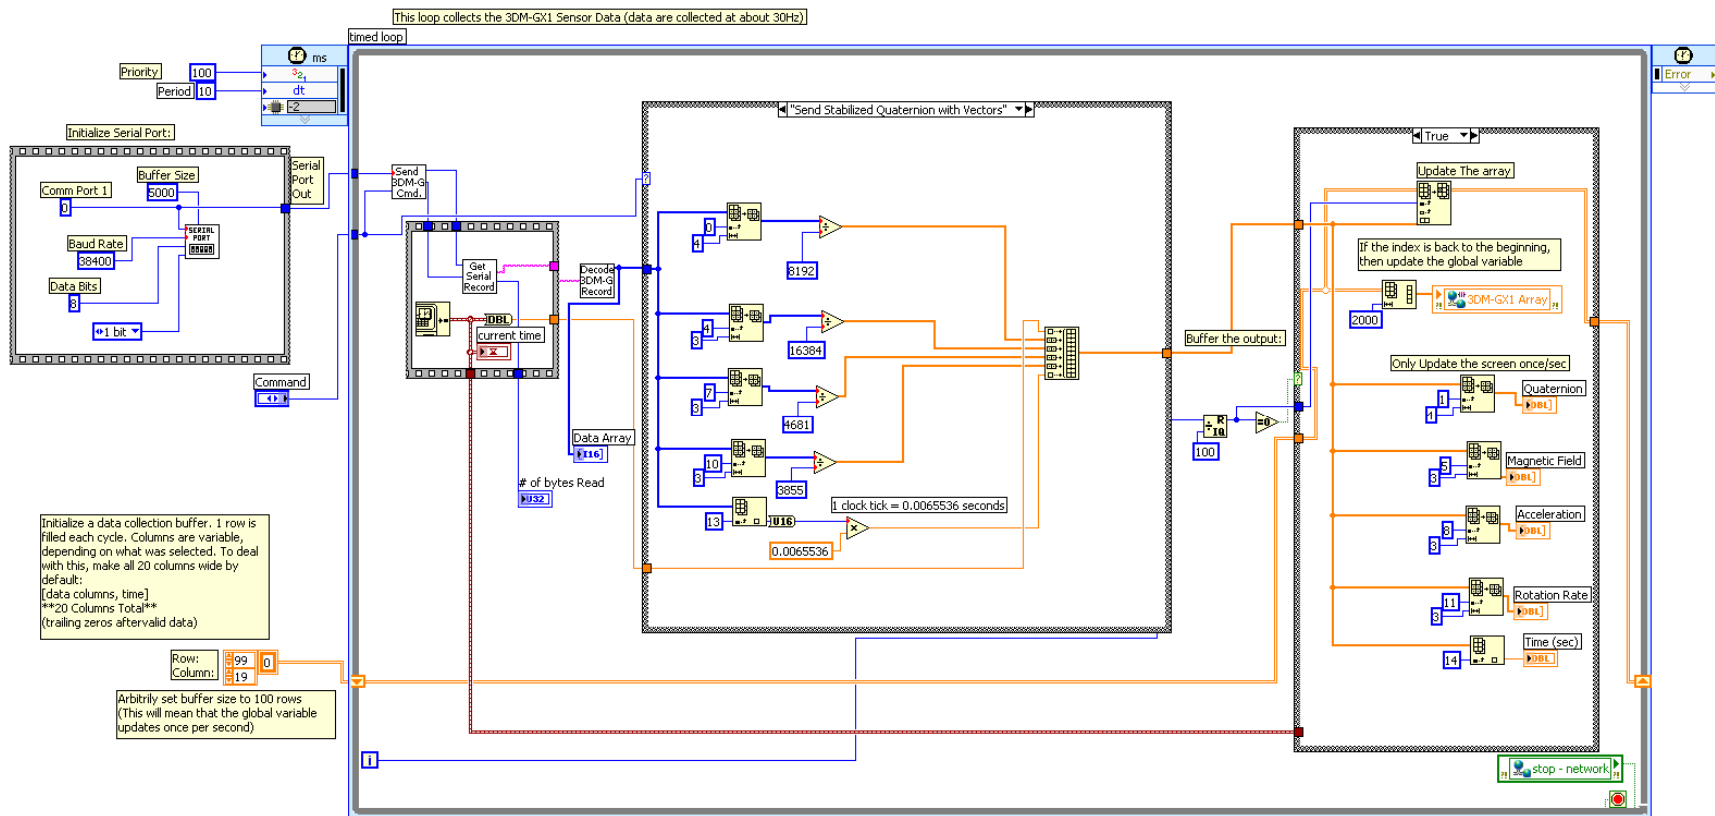 This loop collects the 3DM-GX1 Sensor Data (data are collected at about 30Hz)
timed loop
ms
Priority
100
Period
10
dt
-2
Error
Initialize Serial Port:
Serial
Port
Out
Buffer Size
5000
Comm Port 1
0
SERIAL
PORT
Baud Rate
38400
Data Bits
8
1 bit
Command
Send
3DM-G
Cmd.
Get
Serial
Record
Decode
3DM-G
Record
DBL
current time
Data Array
I16]
# of bytes Read
U32
"Send Stabilized Quaternion with Vectors"
?
0
4
8192
4
3
16384
7
3
4681
10
3
3855
13
U16
1 clock tick = 0.0065536 seconds
0.0065536
x
Buffer the output:
R
IQ
100
=0
?
True
Update The array
If the index is back to the beginning,
then update the global variable
3DM-GX1 Array
2000
Only Update the screen once/sec
Quaternion
1
4
DBL]
Magnetic Field
5
3
DBL]
Acceleration
8
3
DBL]
Rotation Rate
11
3
DBL]
Time (sec)
14
DBL
Initialize a data collection buffer. 1 row is
filled each cycle. Columns are variable,
depending on what was selected. To deal
with this, make all 20 columns wide by
default:
[data columns, time]
**20 Columns Total**
(trailing zeros aftervalid data)
Row:
Column:
99
19
0
Arbitrily set buffer size to 100 rows
(This will mean that the global variable
updates once per second)
i
stop - network